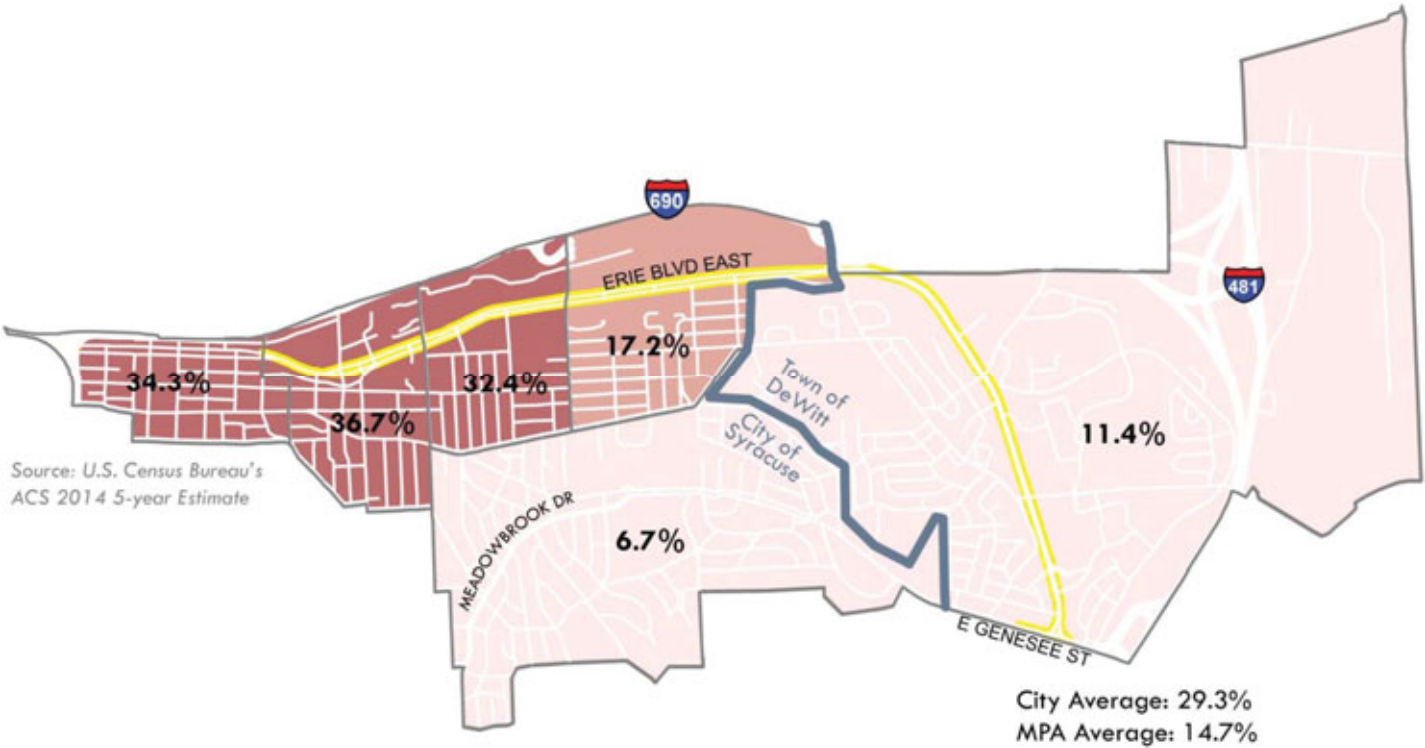 690
ERIE BLVD EAST
481
17.2%
34.3%
32.4%
36.7%
Town of
DeWitt
City of
Syracuse
11.4%
Source: U.S. Census Bureau's
ACS 2014 5-year Estimate
MEADOWBROOK DR
6.7%
E GENESEE ST
City Average: 29.3%
MPA Average: 14.7%